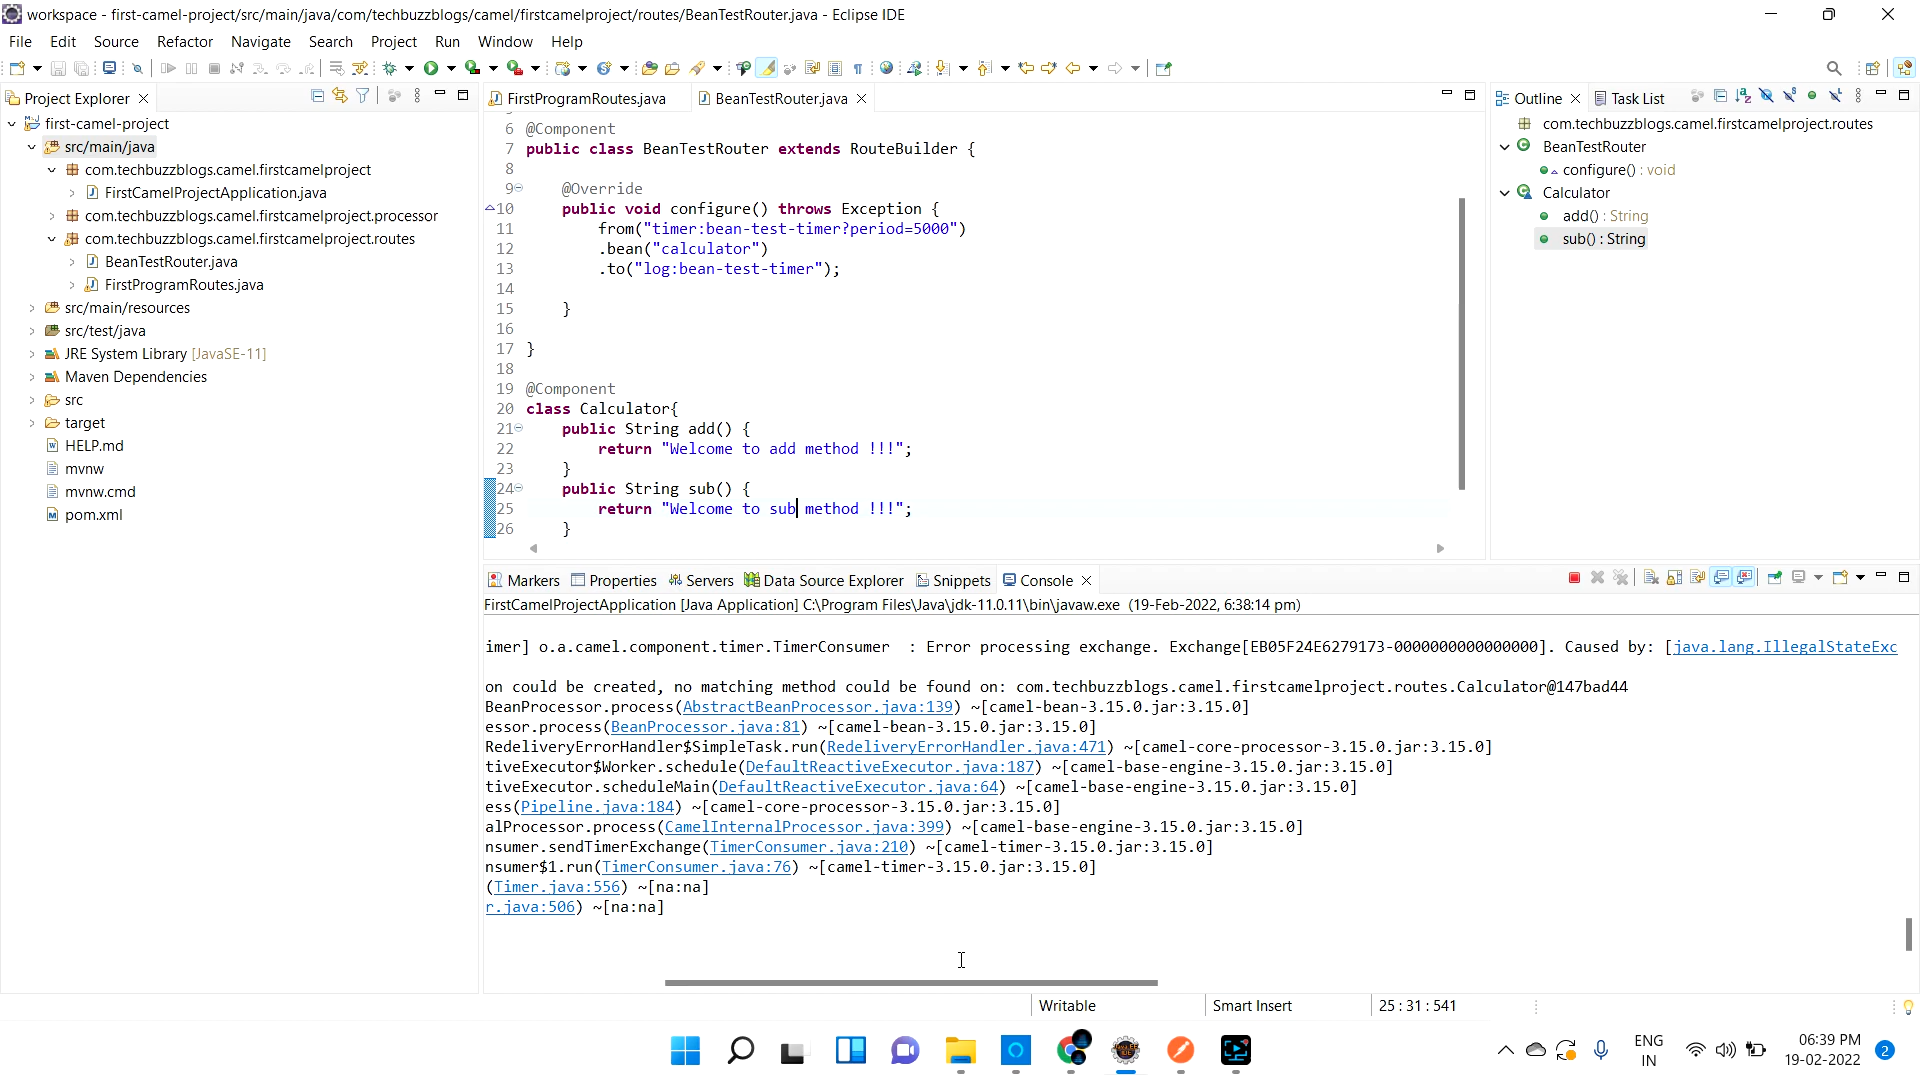 workspace - first-camel-project/src/main/java/com/techbuzzblogs/camel/firstcamelproject/routes/BeanTestRouter.java - Eclipse IDE
File Edit Source Refactor Navigate Search Project Run Window Help
Project Explorer
first-camel-project
src/main/java
com.techbuzzblogs.camel.firstcamelproject
FirstCamelProjectApplication.java
com.techbuzzblogs.camel.firstcamelproject.processor
com.techbuzzblogs.camel.firstcamelproject.routes
BeanTestRouter.java
FirstProgramRoutes.java
src/main/resources
src/test/java
JRE System Library [JavaSE-11]
Maven Dependencies
src
target
HELP.md
mvnw
mvnw.cmd
pom.xml
FirstProgramRoutes.java BeanTestRouter.java
6 @Component
7 public class BeanTestRouter extends RouteBuilder {
8
9 @Override
10 public void configure() throws Exception {
11 from("timer:bean-test-timer?period=5000")
12 .bean("calculator")
13 .to("log:bean-test-timer");
14
15 }
16
17 }
18
19 @Component
20 class Calculator{
21 public String add() {
22 return "Welcome to add method !!!";
23 }
24 public String sub() {
25 return "Welcome to sub method !!!";
26 }
Outline Task List
com.techbuzzblogs.camel.firstcamelproject.routes
BeanTestRouter
configure() : void
Calculator
add() : String
sub() : String
Markers Properties Servers Data Source Explorer Snippets Console
FirstCamelProjectApplication [Java Application] C:\Program Files\Java\jdk-11.0.11\bin\javaw.exe (19-Feb-2022, 6:38:14 pm)
imer] o.a.camel.component.timer.TimerConsumer : Error processing exchange. Exchange[EB05F24E6279173-0000000000000000]. Caused by: [java.lang.IllegalStateExc
on could be created, no matching method could be found on: com.techbuzzblogs.camel.firstcamelproject.routes.Calculator@147bad44
BeanProcessor.process(AbstractBeanProcessor.java:139) ~[camel-bean-3.15.0.jar:3.15.0]
essor.process(BeanProcessor.java:81) ~[camel-bean-3.15.0.jar:3.15.0]
RedeliveryErrorHandler$SimpleTask.run(RedeliveryErrorHandler.java:471) ~[camel-core-processor-3.15.0.jar:3.15.0]
tiveExecutor$Worker.schedule(DefaultReactiveExecutor.java:187) ~[camel-base-engine-3.15.0.jar:3.15.0]
tiveExecutor.scheduleMain(DefaultReactiveExecutor.java:64) ~[camel-base-engine-3.15.0.jar:3.15.0]
ess(Pipeline.java:184) ~[camel-core-processor-3.15.0.jar:3.15.0]
alProcessor.process(CamelInternalProcessor.java:399) ~[camel-base-engine-3.15.0.jar:3.15.0]
nsumer.sendTimerExchange(TimerConsumer.java:210) ~[camel-timer-3.15.0.jar:3.15.0]
nsumer$1.run(TimerConsumer.java:76) ~[camel-timer-3.15.0.jar:3.15.0]
(Timer.java:556) ~[na:na]
r.java:506) ~[na:na]
Writable Smart Insert 25 : 31 : 541
ENG
IN
06:39 PM
19-02-2022
2